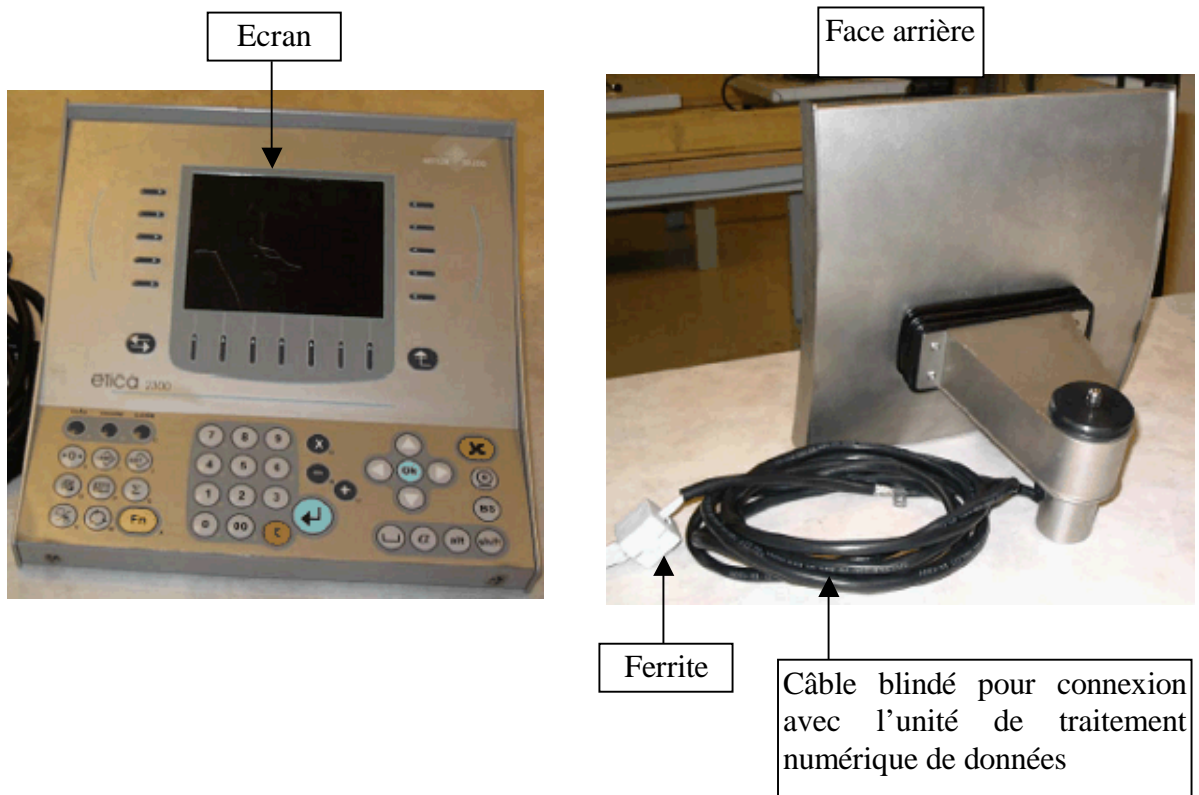 Ecran
Face arrière
etica 2300
7 8 9 X
4 5 6 −
1 2 3 +
0 00 C
Ok
Fn
BS
alt
shift
Ferrite
Câble blindé pour connexion
avec l'unité de traitement
numérique de données